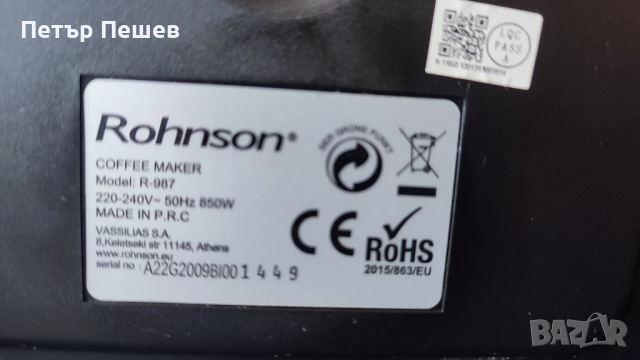 Петър Пешев
LQC
PASS
A
Rohnson®
COFFEE MAKER
Model: R-987
220-240V~ 50Hz 850W
MADE IN P.R.C
VASSILIAS S.A.
8,Keletseki str 11145, Athens
www.rohnson.eu
serial no : A22G2009BI001449
DER GRÜNE PUNKT
CE
RoHS
2015/863/EU
BAZAR